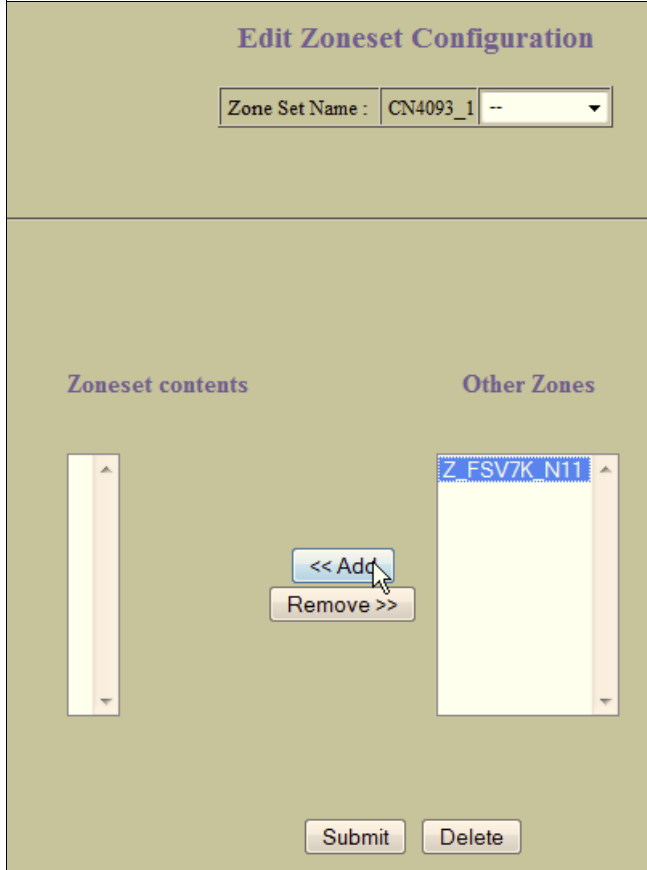 Edit Zoneset Configuration
Zone Set Name : CN4093_1 --
Zoneset contents Other Zones
Z_FSV7K_N11
<< Add
Remove >>
Submit Delete